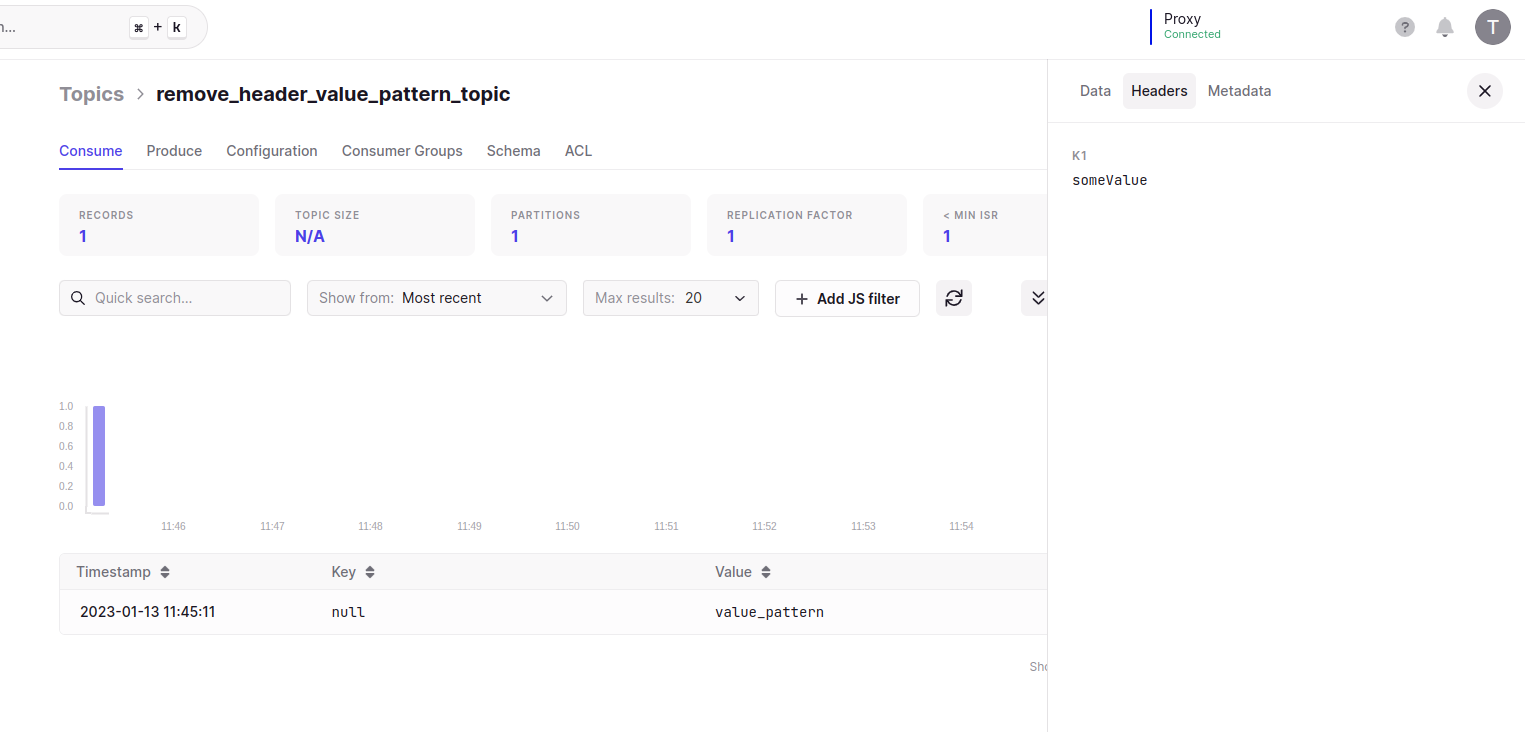 ...
⌘ + k
Proxy
Connected
?
T
Topics > remove_header_value_pattern_topic
Consume Produce Configuration Consumer Groups Schema ACL
RECORDS
1
TOPIC SIZE
N/A
PARTITIONS
1
REPLICATION FACTOR
1
< MIN ISR
1
Quick search... Show from: Most recent Max results: 20 + Add JS filter
1.0
0.8
0.6
0.4
0.2
0.0
11:46 11:47 11:48 11:49 11:50 11:51 11:52 11:53 11:54
Timestamp Key Value
2023-01-13 11:45:11 null value_pattern
Data Headers Metadata
K1
someValue